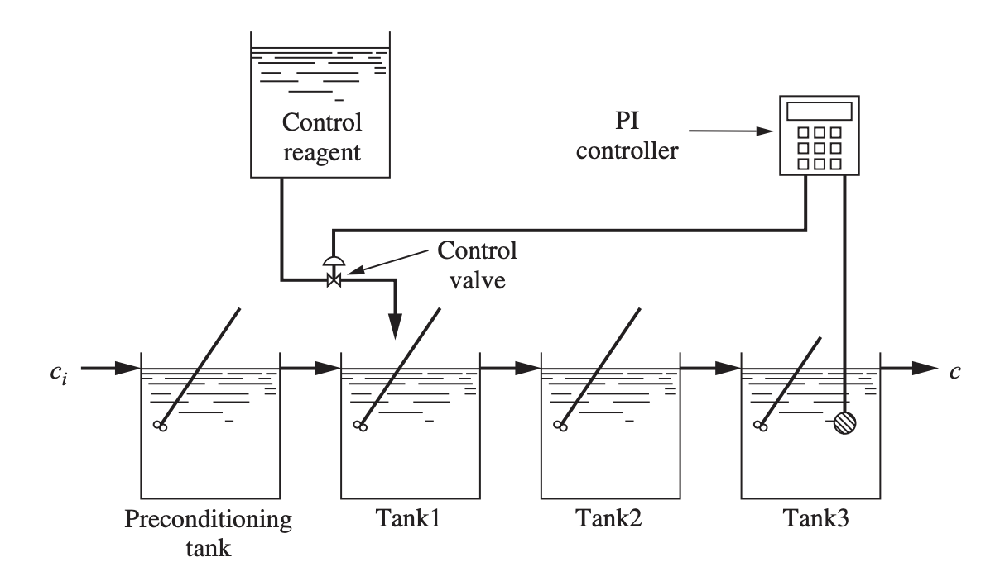 Control
reagent
PI
controller
Control
valve
c_i
c
Preconditioning
tank
Tank1
Tank2
Tank3